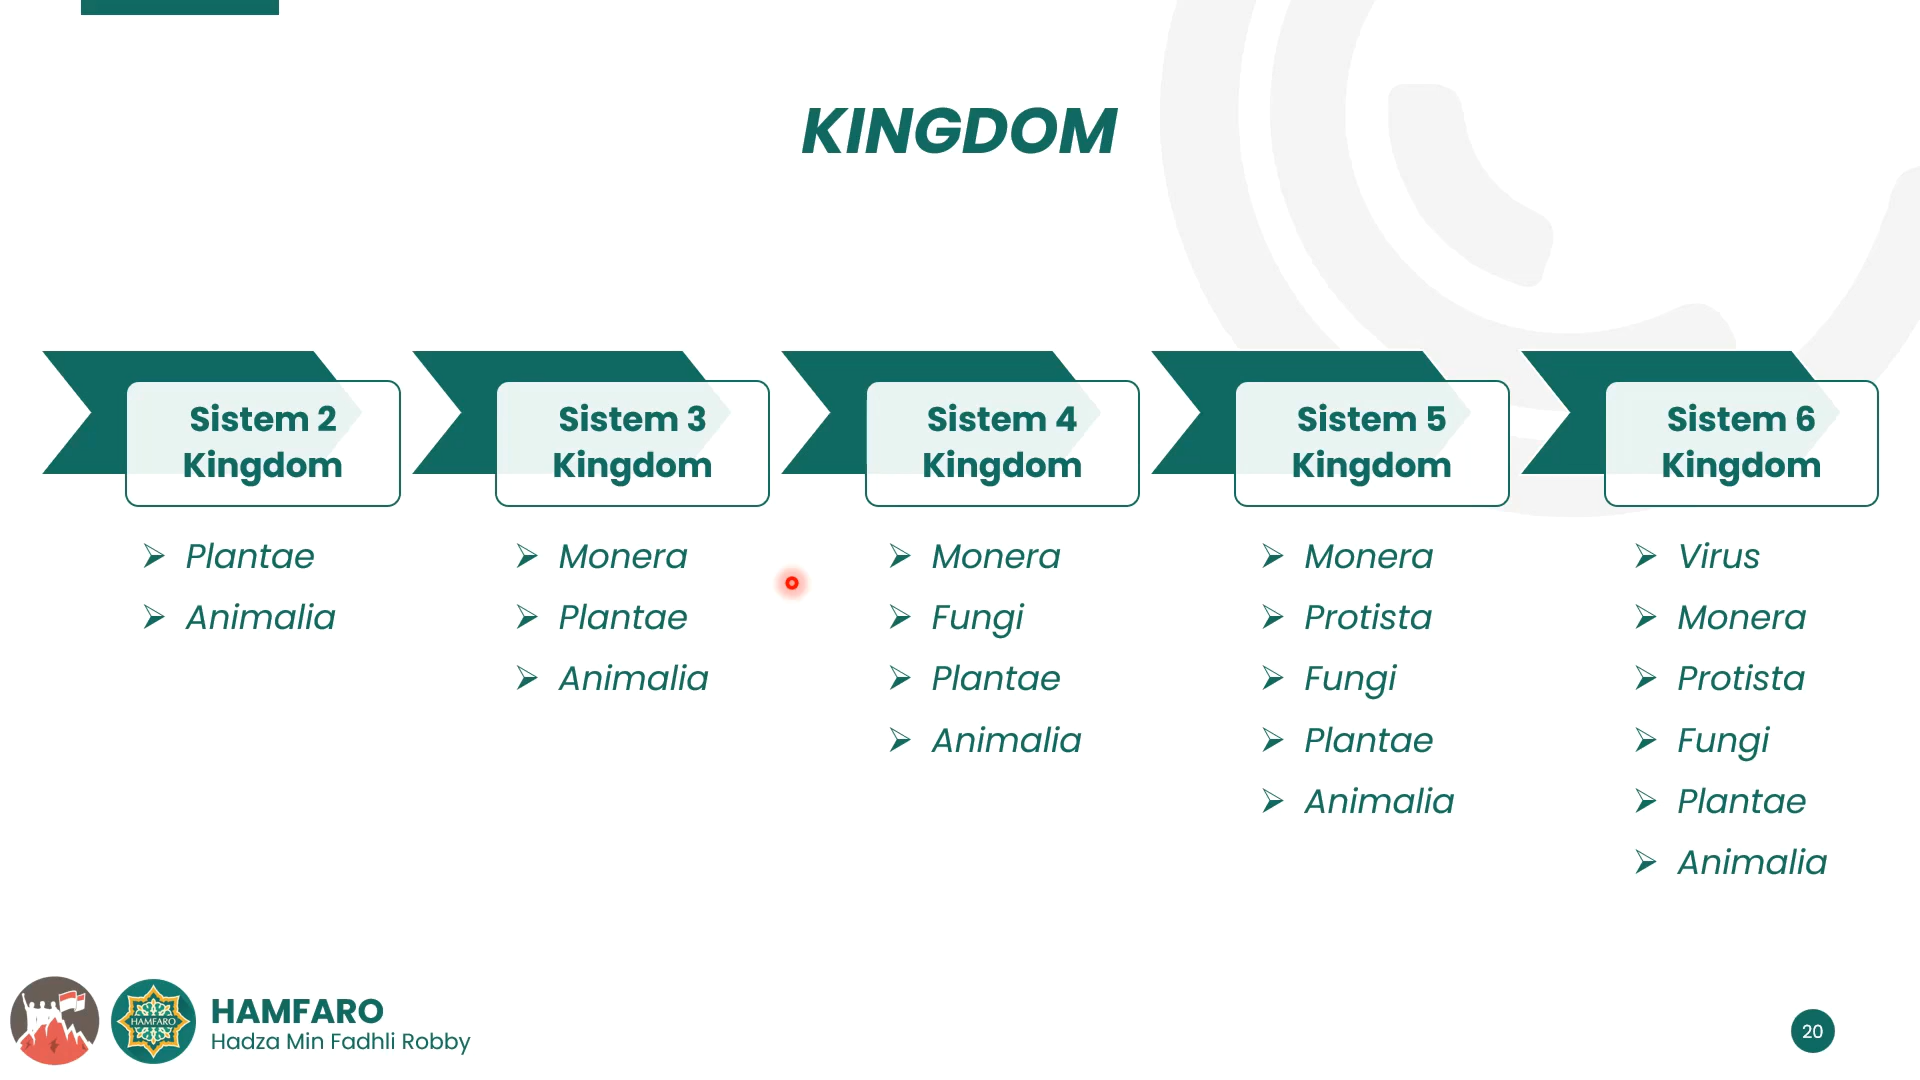 KINGDOM
Sistem 2
Kingdom
➢ Plantae
➢ Animalia
Sistem 3
Kingdom
➢ Monera
➢ Plantae
➢ Animalia
Sistem 4
Kingdom
➢ Monera
➢ Fungi
➢ Plantae
➢ Animalia
Sistem 5
Kingdom
➢ Monera
➢ Protista
➢ Fungi
➢ Plantae
➢ Animalia
Sistem 6
Kingdom
➢ Virus
➢ Monera
➢ Protista
➢ Fungi
➢ Plantae
➢ Animalia
HAMFARO
HAMFARO
Hadza Min Fadhli Robby
20